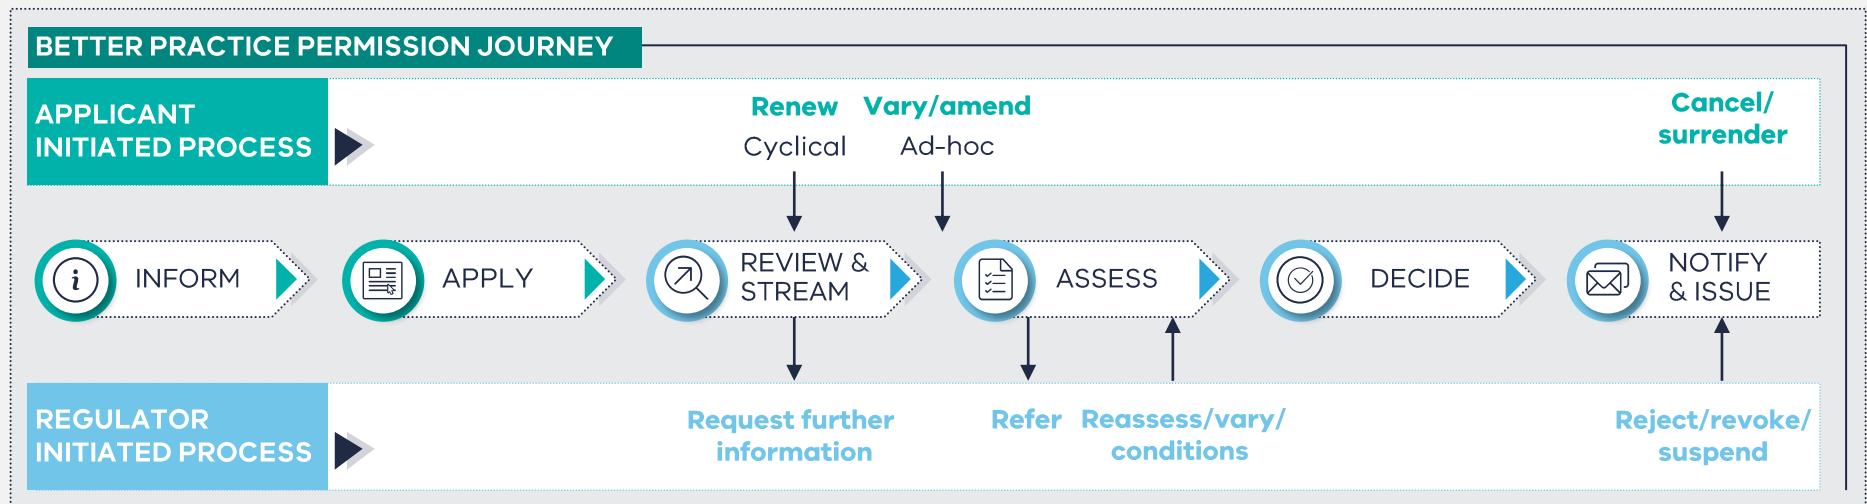 BETTER PRACTICE PERMISSION JOURNEY
APPLICANT
INITIATED PROCESS
Renew
Cyclical
Vary/amend
Ad-hoc
Cancel/
surrender
INFORM
APPLY
REVIEW &
STREAM
ASSESS
DECIDE
NOTIFY
& ISSUE
REGULATOR
INITIATED PROCESS
Request further
information
Refer
Reassess/vary/
conditions
Reject/revoke/
suspend